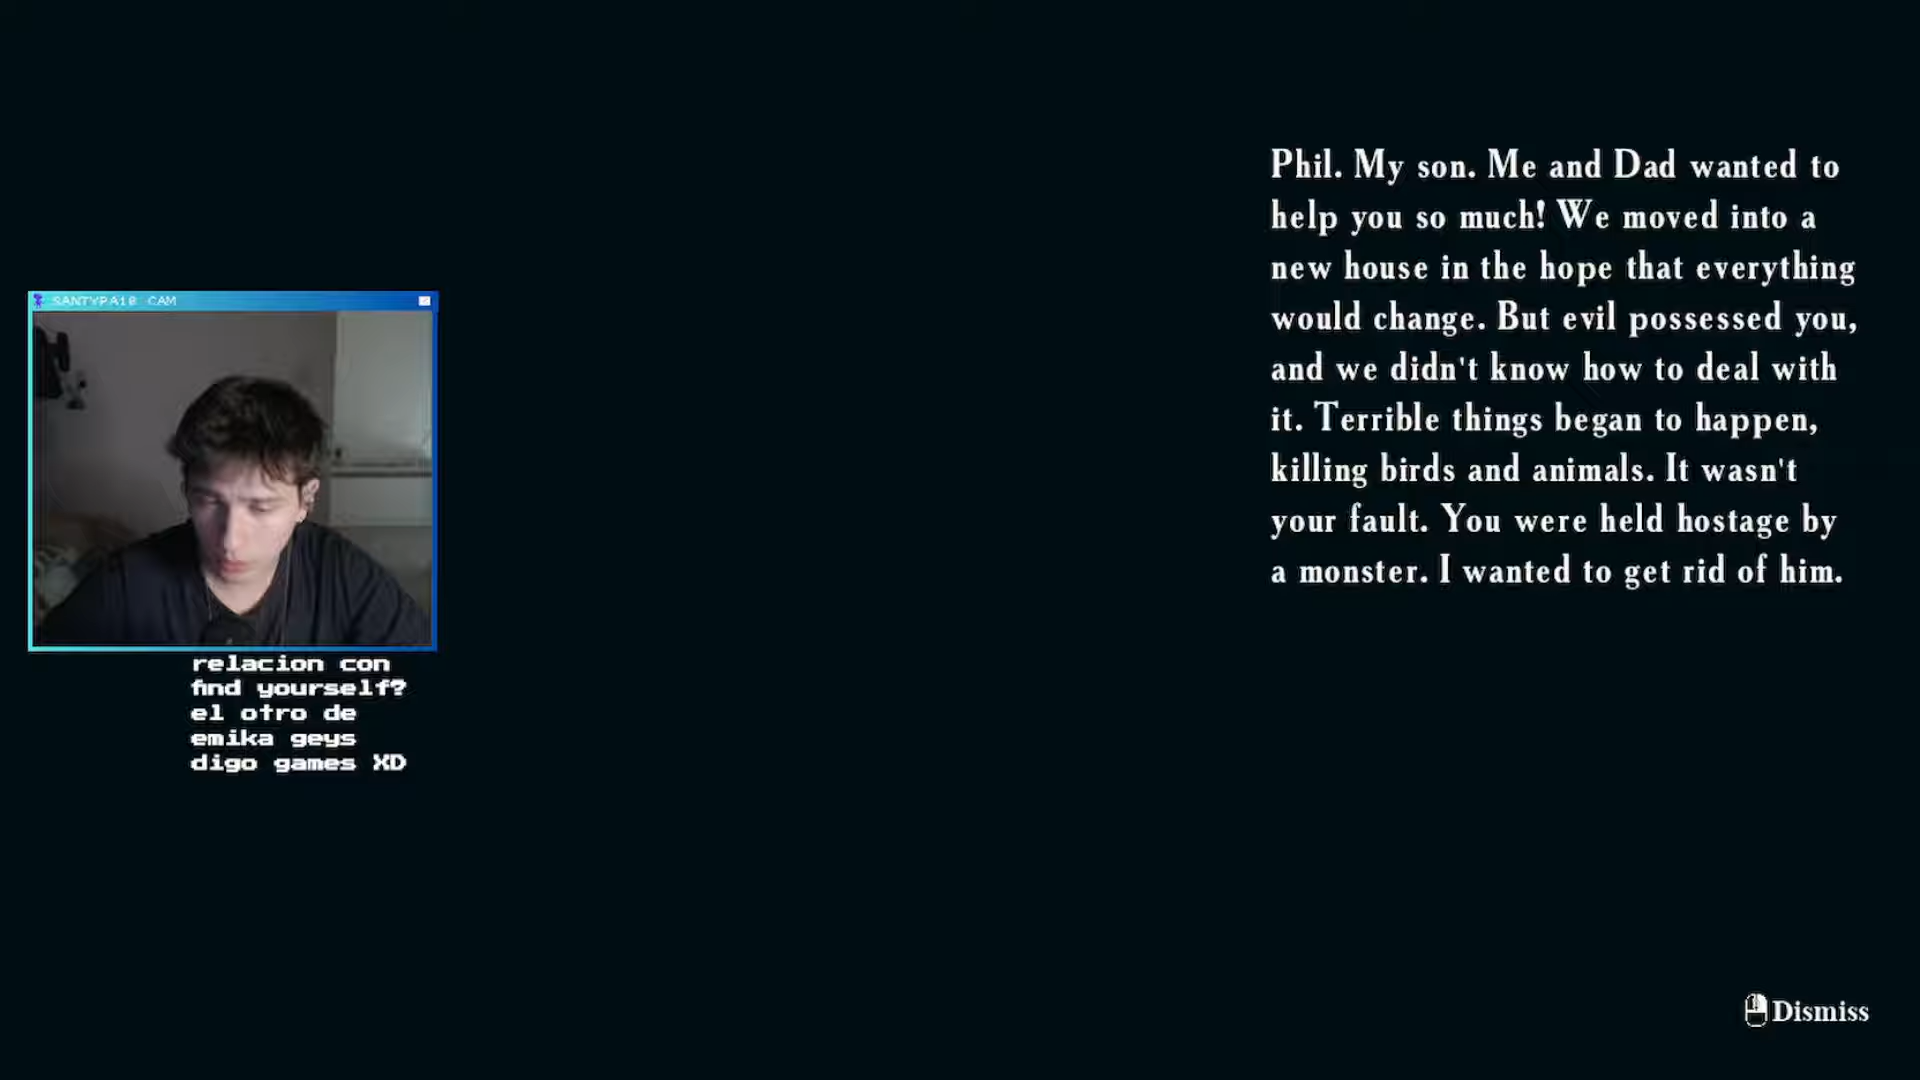 SANTYPA10 CAM
relacion con
find yourself?
el otro de
emika geys
digo games XD
Phil. My son. Me and Dad wanted to
help you so much! We moved into a
new house in the hope that everything
would change. But evil possessed you,
and we didn't know how to deal with
it. Terrible things began to happen,
killing birds and animals. It wasn't
your fault. You were held hostage by
a monster. I wanted to get rid of him.
Dismiss